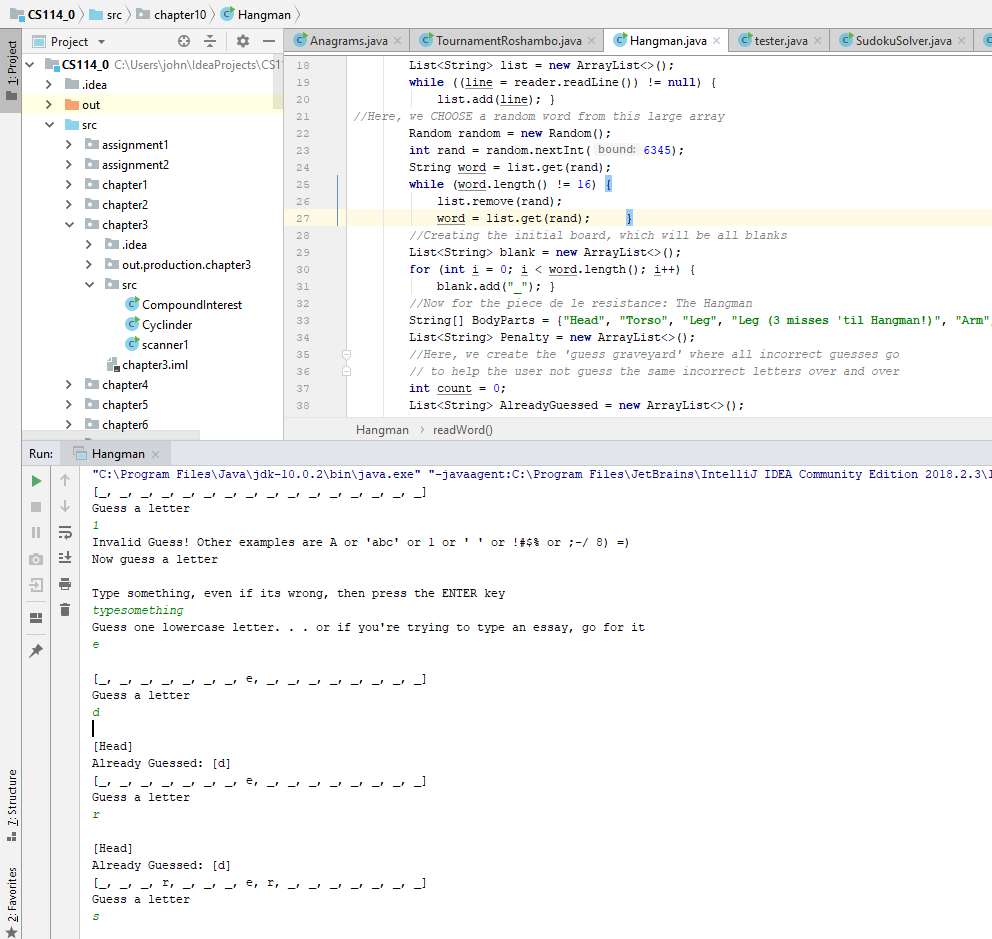 CS114_0 src chapter10 Hangman
1: Project
Project
Anagrams.java TournamentRoshambo.java Hangman.java tester.java SudokuSolver.java
CS114_0 C:\Users\john\IdeaProjects\CS1
.idea
out
src
assignment1
assignment2
chapter1
chapter2
chapter3
.idea
out.production.chapter3
src
CompoundInterest
Cyclinder
scanner1
chapter3.iml
chapter4
chapter5
chapter6
18 List<String> list = new ArrayList<>();
19 while ((line = reader.readLine()) != null) {
20 list.add(line); }
21 //Here, we CHOOSE a random word from this large array
22 Random random = new Random();
23 int rand = random.nextInt( bound: 6345);
24 String word = list.get(rand);
25 while (word.length() != 16) {
26 list.remove(rand);
27 word = list.get(rand); }
28 //Creating the initial board, which will be all blanks
29 List<String> blank = new ArrayList<>();
30 for (int i = 0; i < word.length(); i++) {
31 blank.add("_"); }
32 //Now for the piece de le resistance: The Hangman
33 String[] BodyParts = {"Head", "Torso", "Leg", "Leg (3 misses 'til Hangman!)", "Arm",
34 List<String> Penalty = new ArrayList<>();
35 //Here, we create the 'guess graveyard' where all incorrect guesses go
36 // to help the user not guess the same incorrect letters over and over
37 int count = 0;
38 List<String> AlreadyGuessed = new ArrayList<>();
Hangman readWord()
Run: Hangman
"C:\Program Files\Java\jdk-10.0.2\bin\java.exe" "-javaagent:C:\Program Files\JetBrains\IntelliJ IDEA Community Edition 2018.2.3\l
[_, _, _, _, _, _, _, _, _, _, _, _, _, _, _, _]
Guess a letter
1
Invalid Guess! Other examples are A or 'abc' or 1 or ' ' or !#$% or ;-/ 8) =)
Now guess a letter
Type something, even if its wrong, then press the ENTER key
typesomething
Guess one lowercase letter. . . or if you're trying to type an essay, go for it
e
[_, _, _, _, _, _, _, e, _, _, _, _, _, _, _, _]
Guess a letter
d
[Head]
Already Guessed: [d]
[_, _, _, _, _, _, _, e, _, _, _, _, _, _, _, _]
Guess a letter
r
[Head]
Already Guessed: [d]
[_, _, _, r, _, _, _, e, r, _, _, _, _, _, _, _]
Guess a letter
s
7: Structure
2: Favorites